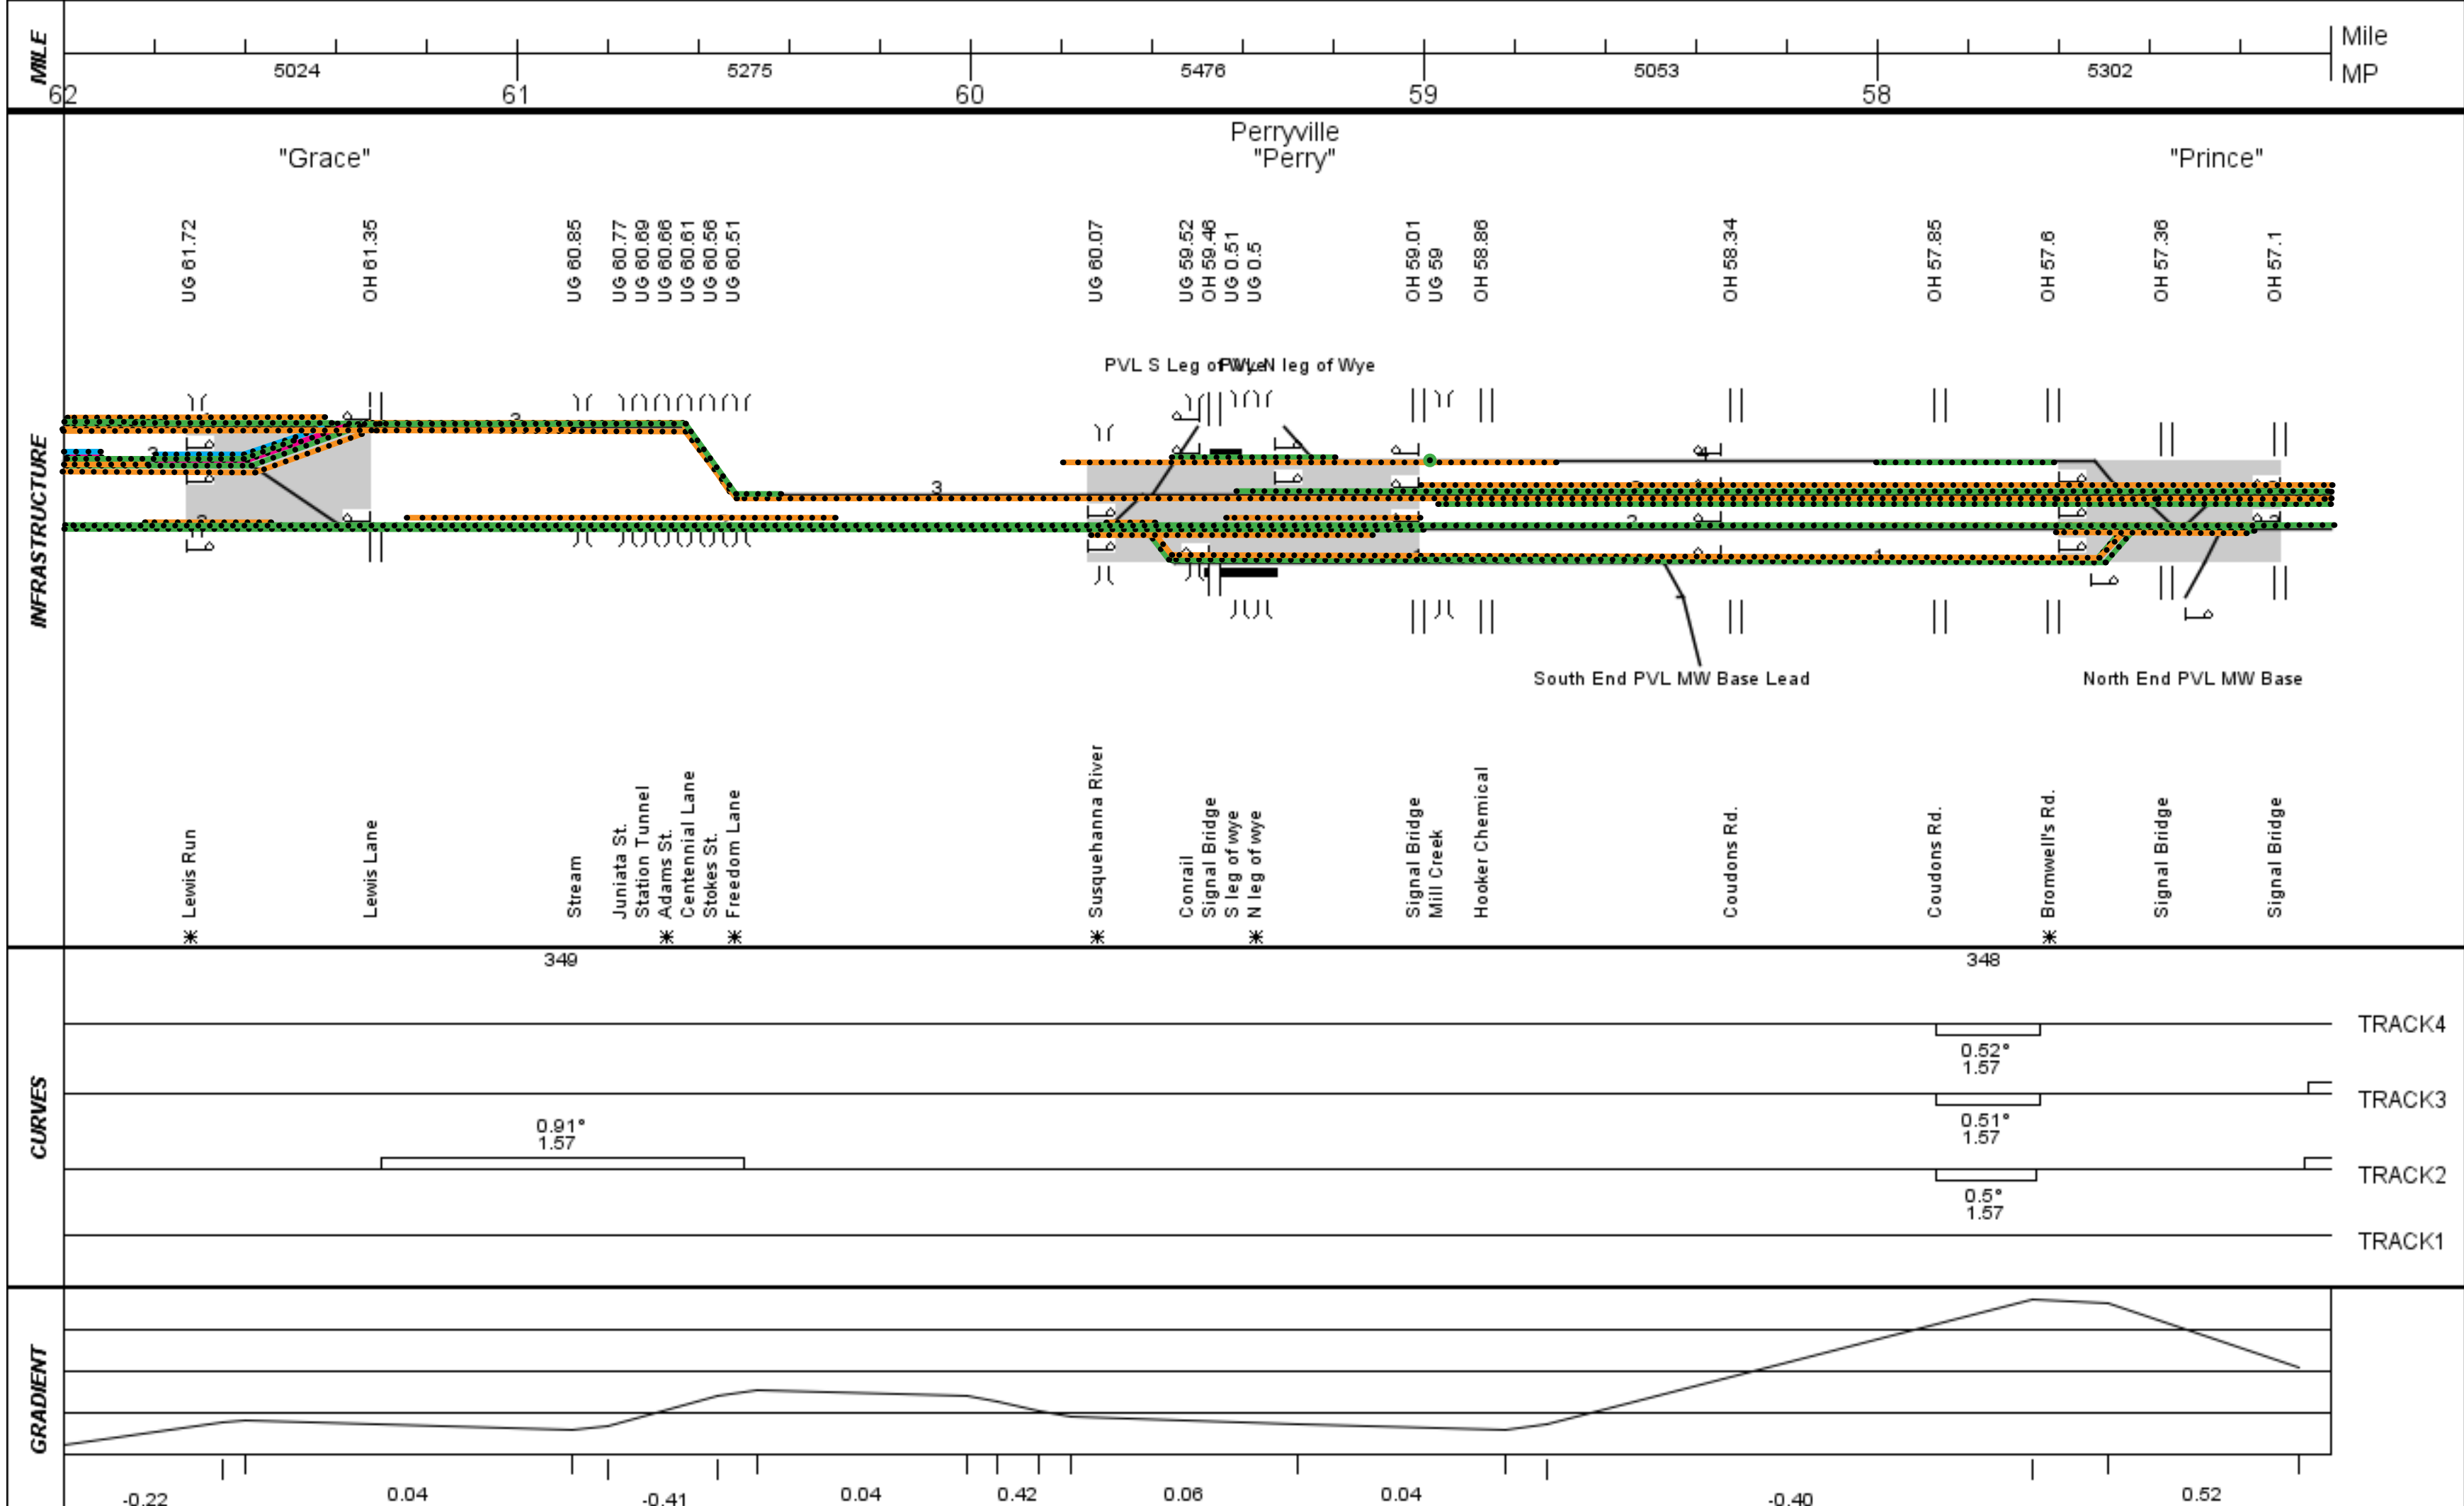 MILE
Mile
5024 5275 5476 5053 5302
MP
62 61 60 59 58
Perryville
"Grace" "Perry" "Prince"
UG 61.72
OH 61.35
UG 60.85
UG 60.77
UG 60.69
UG 60.66
UG 60.61
UG 60.56
UG 60.51
UG 60.07
UG 59.52
OH 59.46
UG 0.51
UG 0.5
OH 59.01
UG 59
OH 58.86
OH 58.34
OH 57.85
OH 57.6
OH 57.36
OH 57.1
INFRASTRUCTURE
PVL S Leg of Wye
PVL N leg of Wye
3
3
2
1
South End PVL MW Base Lead
North End PVL MW Base
Lewis Run
Lewis Lane
Stream
Juniata St.
Station Tunnel
Adams St.
Centennial Lane
Stokes St.
Freedom Lane
Susquehanna River
Conrail
Signal Bridge
S leg of wye
N leg of wye
Signal Bridge
Mill Creek
Hooker Chemical
Coudons Rd.
Coudons Rd.
Bromwell's Rd.
Signal Bridge
Signal Bridge
349 348
CURVES
TRACK4
0.52°
1.57
TRACK3
0.91°
1.57
0.51°
1.57
TRACK2
0.5°
1.57
TRACK1
GRADIENT
-0.22 0.04 -0.41 0.04 0.42 0.06 0.04 -0.40 0.52